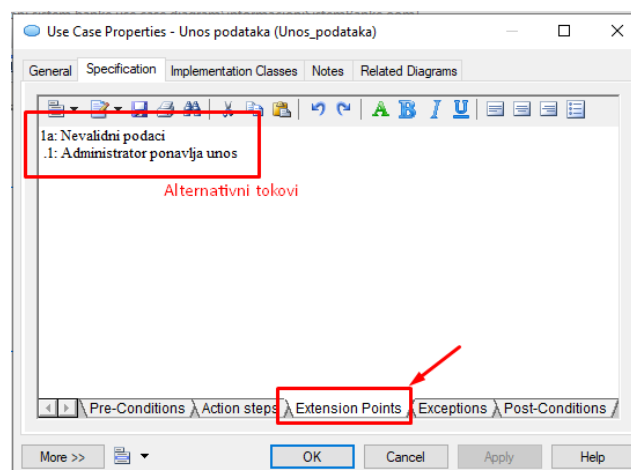 Use Case Properties - Unos podataka (Unos_podataka)
General Specification Implementation Classes Notes Related Diagrams
A B I U
1a: Nevalidni podaci
.1: Administrator ponavlja unos
Alternativni tokovi
Pre-Conditions Action steps Extension Points Exceptions Post-Conditions
More >> OK Cancel Apply Help